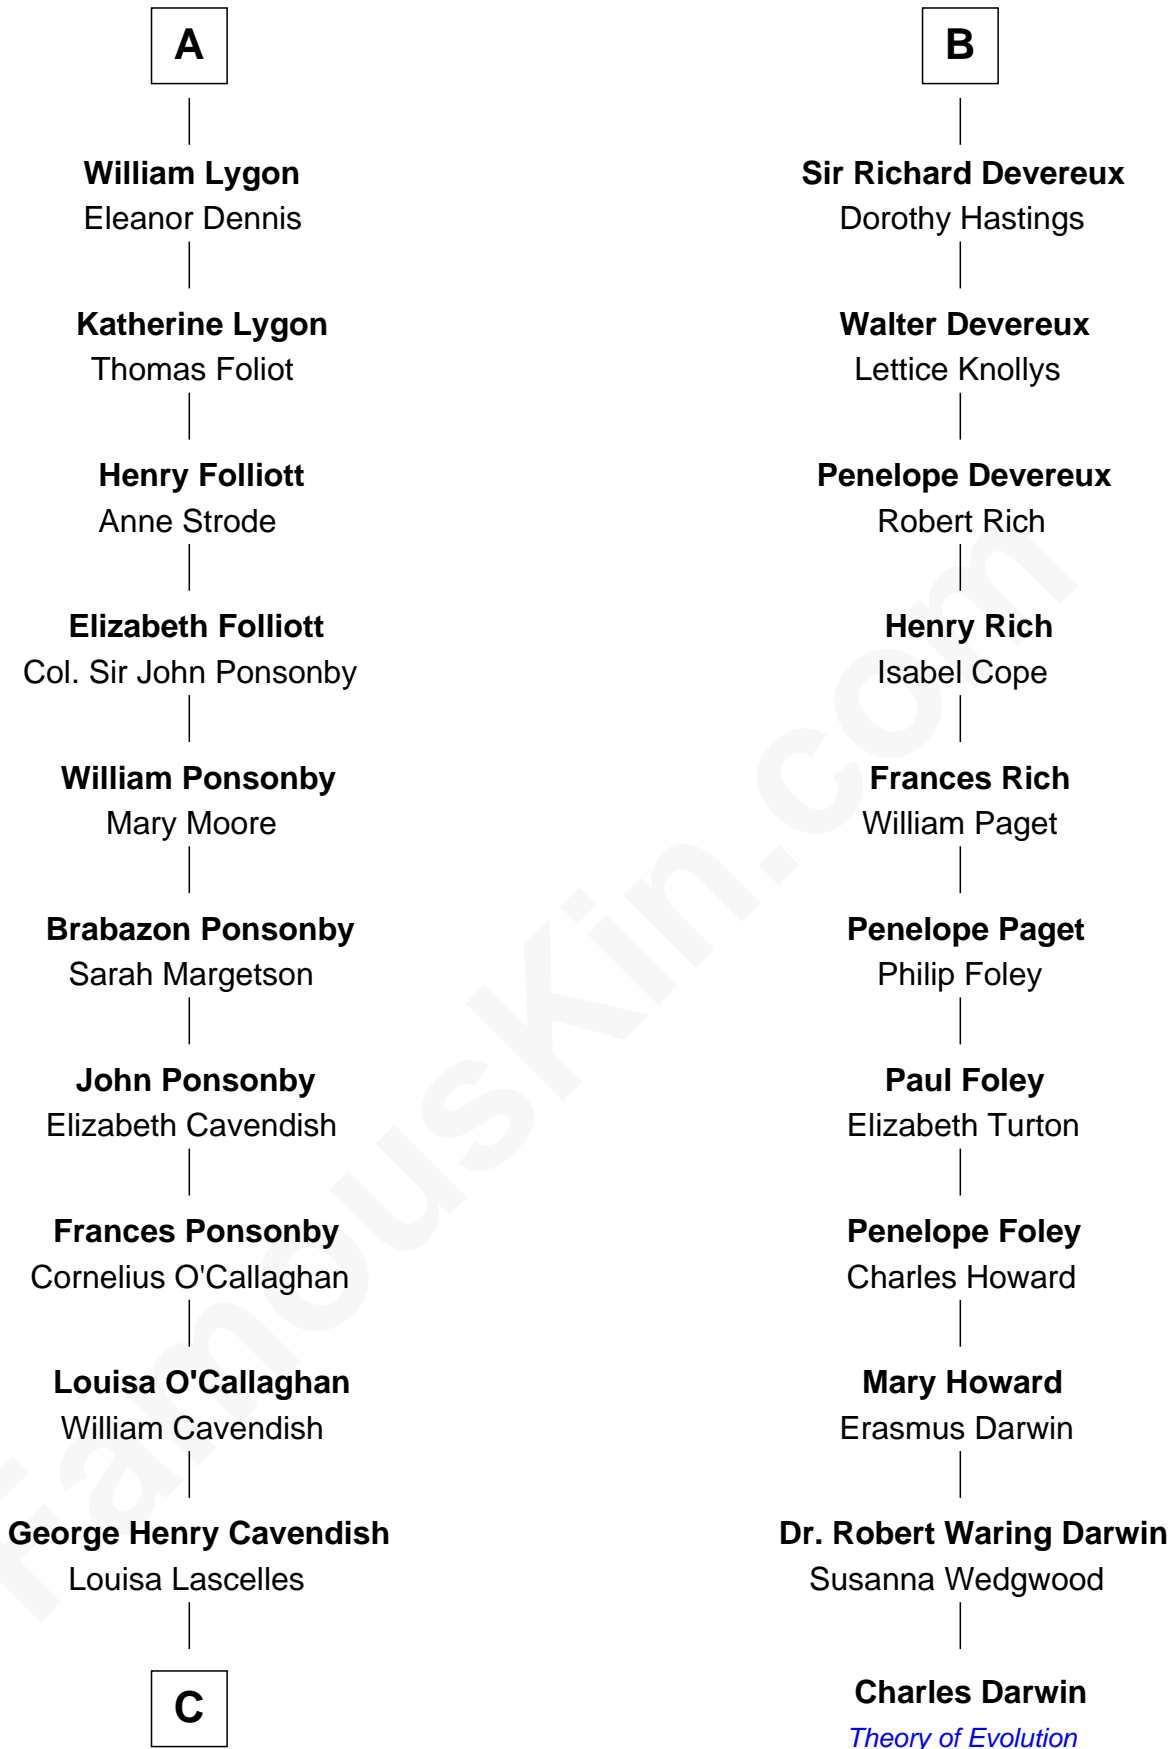 A
William Lygon
Eleanor Dennis
Katherine Lygon
Thomas Foliot
Henry Folliott
Anne Strode
Elizabeth Folliott
Col. Sir John Ponsonby
William Ponsonby
Mary Moore
Brabazon Ponsonby
Sarah Margetson
John Ponsonby
Elizabeth Cavendish
Frances Ponsonby
Cornelius O'Callaghan
Louisa O'Callaghan
William Cavendish
George Henry Cavendish
Louisa Lascelles
C
B
Sir Richard Devereux
Dorothy Hastings
Walter Devereux
Lettice Knollys
Penelope Devereux
Robert Rich
Henry Rich
Isabel Cope
Frances Rich
William Paget
Penelope Paget
Philip Foley
Paul Foley
Elizabeth Turton
Penelope Foley
Charles Howard
Mary Howard
Erasmus Darwin
Dr. Robert Waring Darwin
Susanna Wedgwood
Charles Darwin
Theory of Evolution
FamousKin.com